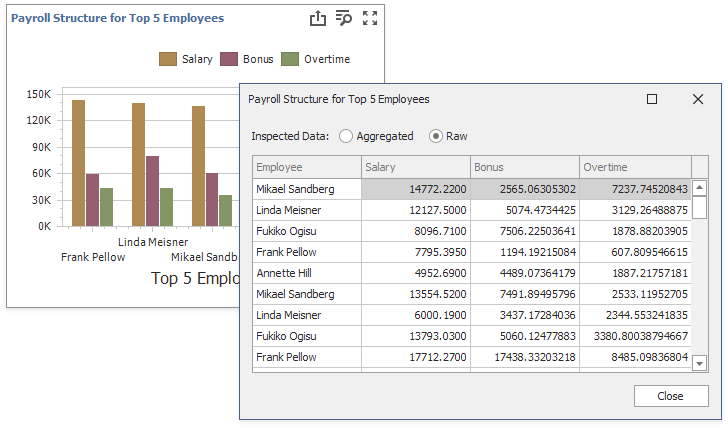 Payroll Structure for Top 5 Employees
Salary Bonus Overtime
150K
120K
90K
60K
30K
0K
Linda Meisner
Frank Pellow Mikael Sandb
Top 5 Emplo
Payroll Structure for Top 5 Employees
Inspected Data: Aggregated Raw
Employee Salary Bonus Overtime
Mikael Sandberg 14772.2200 2565.06305302 7237.74520843
Linda Meisner 12127.5000 5074.4734425 3129.26488875
Fukiko Ogisu 8096.7100 7506.22503641 1878.88203905
Frank Pellow 7795.3950 1194.19215084 607.809546615
Annette Hill 4952.6900 4489.07364179 1887.21757181
Mikael Sandberg 13554.5200 7491.89495796 2533.11952705
Linda Meisner 6000.1900 3437.17284036 2344.553241835
Fukiko Ogisu 13793.0300 5060.12477883 3380.80038794667
Frank Pellow 17712.2700 17438.33203218 8485.09836804
Close